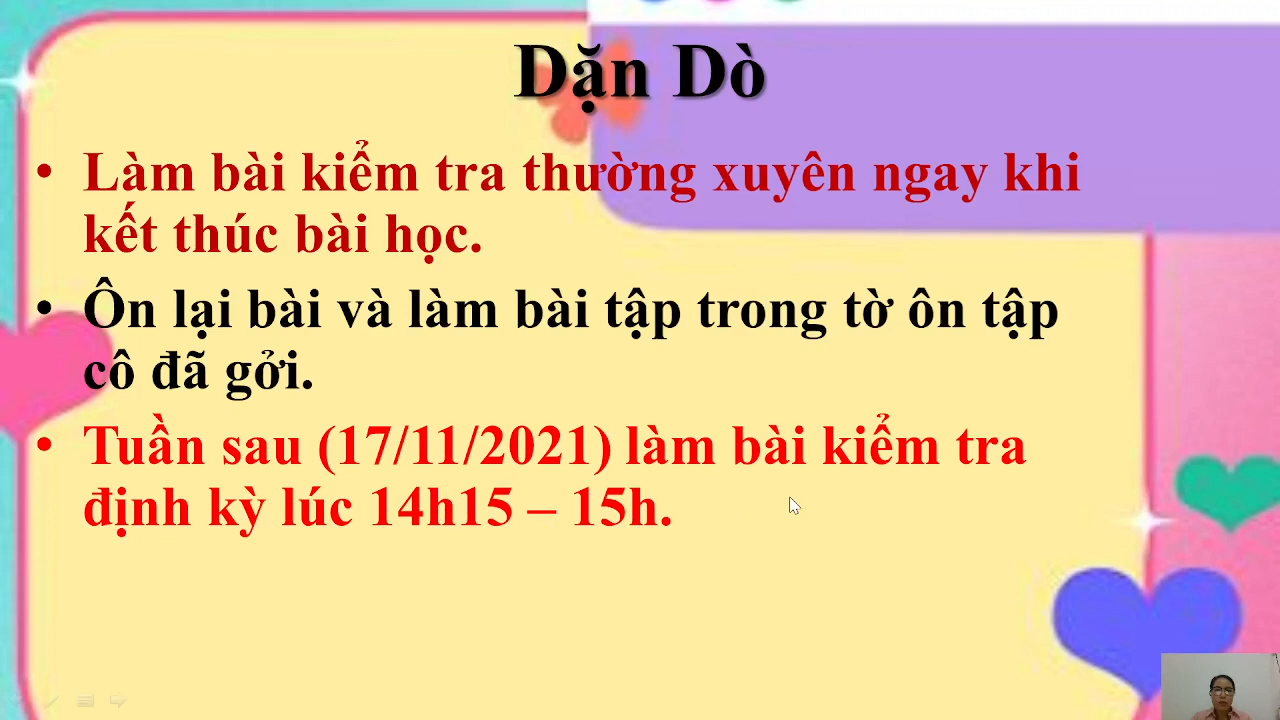 Dặn Dò
• Làm bài kiểm tra thường xuyên ngay khi
kết thúc bài học.
• Ôn lại bài và làm bài tập trong tờ ôn tập
cô đã gởi.
• Tuần sau (17/11/2021) làm bài kiểm tra
định kỳ lúc 14h15 – 15h.